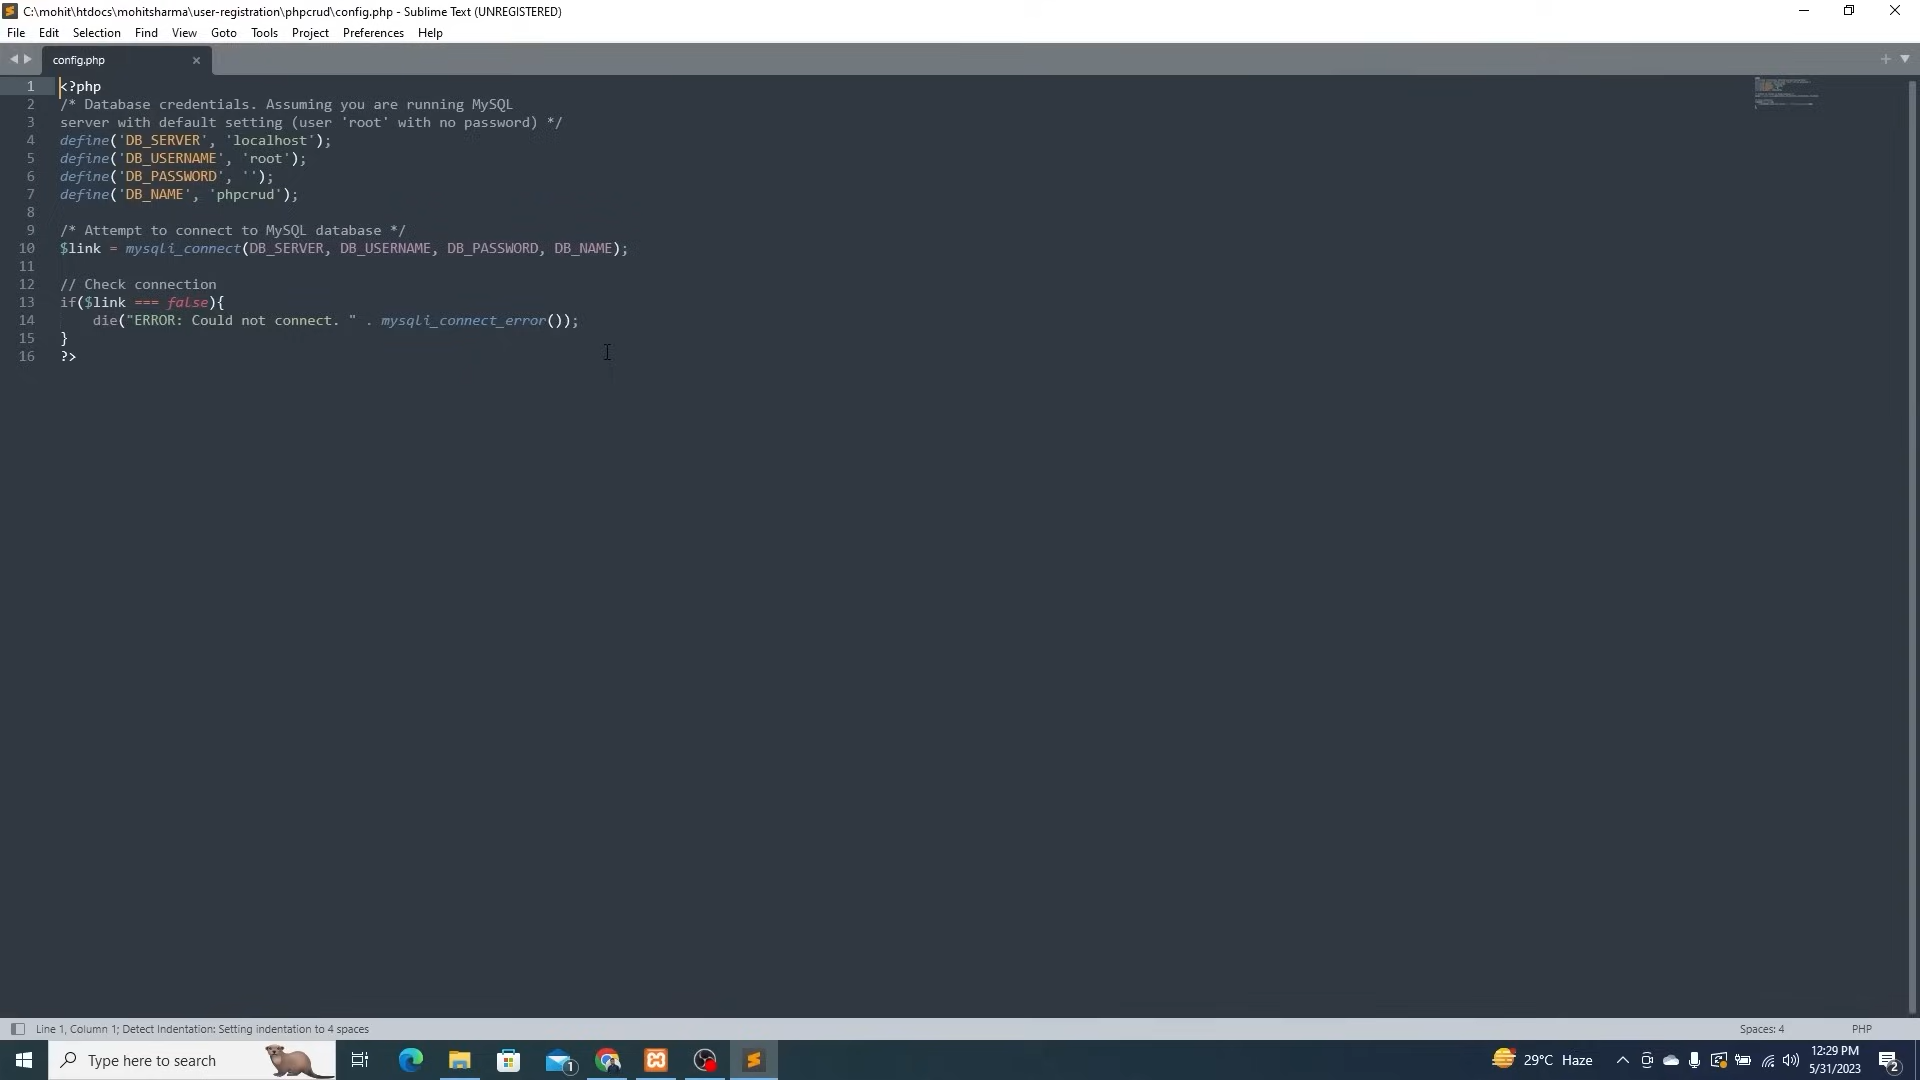 C:\mohit\htdocs\mohitsharma\user-registration\phpcrud\config.php - Sublime Text (UNREGISTERED)
File Edit Selection Find View Goto Tools Project Preferences Help
config.php
1 <?php
2 /* Database credentials. Assuming you are running MySQL
3 server with default setting (user 'root' with no password) */
4 define('DB_SERVER', 'localhost');
5 define('DB_USERNAME', 'root');
6 define('DB_PASSWORD', '');
7 define('DB_NAME', 'phpcrud');
8
9 /* Attempt to connect to MySQL database */
10 $link = mysqli_connect(DB_SERVER, DB_USERNAME, DB_PASSWORD, DB_NAME);
11
12 // Check connection
13 if($link === false){
14     die("ERROR: Could not connect. " . mysqli_connect_error());
15 }
16 ?>
Line 1, Column 1; Detect Indentation: Setting indentation to 4 spaces
Spaces: 4
PHP
Type here to search
1
29°C Haze
12:29 PM
5/31/2023
2